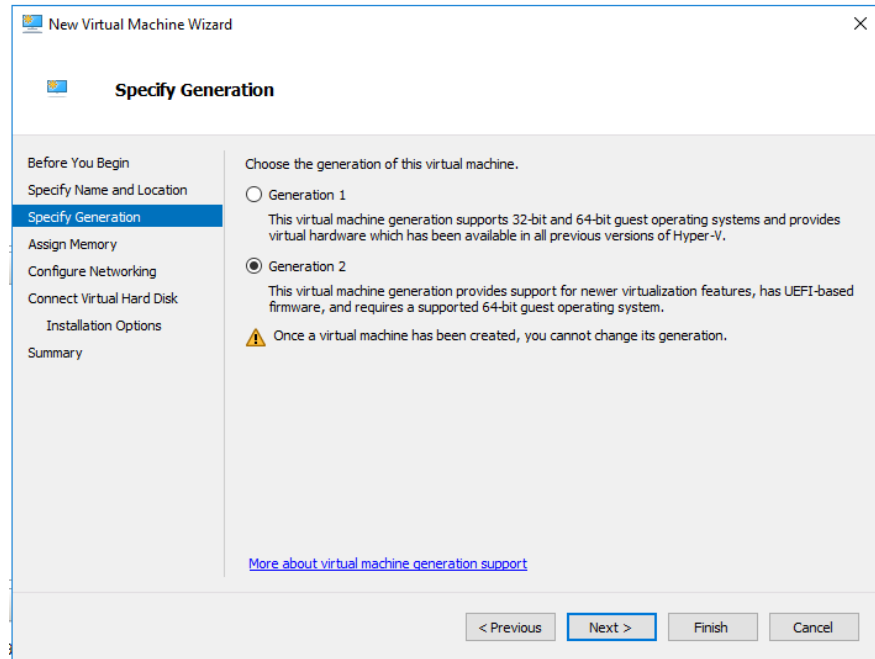 New Virtual Machine Wizard
Specify Generation
Before You Begin
Specify Name and Location
Specify Generation
Assign Memory
Configure Networking
Connect Virtual Hard Disk
Installation Options
Summary
Choose the generation of this virtual machine.
Generation 1
This virtual machine generation supports 32-bit and 64-bit guest operating systems and provides
virtual hardware which has been available in all previous versions of Hyper-V.
Generation 2
This virtual machine generation provides support for newer virtualization features, has UEFI-based
firmware, and requires a supported 64-bit guest operating system.
Once a virtual machine has been created, you cannot change its generation.
More about virtual machine generation support
< Previous
Next >
Finish
Cancel